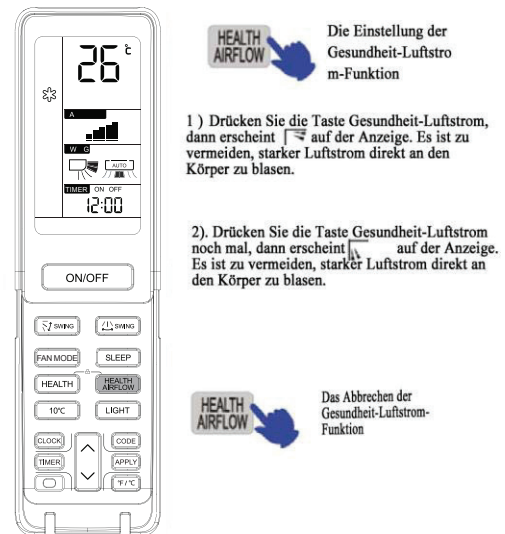 26°c
A
W G
AUTO
TIMER ON OFF
12:00
ON/OFF
SWING
SWING
FAN MODE
SLEEP
HEALTH
HEALTH
AIRFLOW
10℃
LIGHT
CLOCK
CODE
TIMER
APPLY
°F/℃
HEALTH
AIRFLOW
Die Einstellung der
Gesundheit-Luftstro
m-Funktion
1 ) Drücken Sie die Taste Gesundheit-Luftstrom,
dann erscheint auf der Anzeige. Es ist zu
vermeiden, starker Luftstrom direkt an den
Körper zu blasen.
2). Drücken Sie die Taste Gesundheit-Luftstrom
noch mal, dann erscheint auf der Anzeige.
Es ist zu vermeiden, starker Luftstrom direkt an
den Körper zu blasen.
HEALTH
AIRFLOW
Das Abbrechen der
Gesundheit-Luftstrom-
Funktion